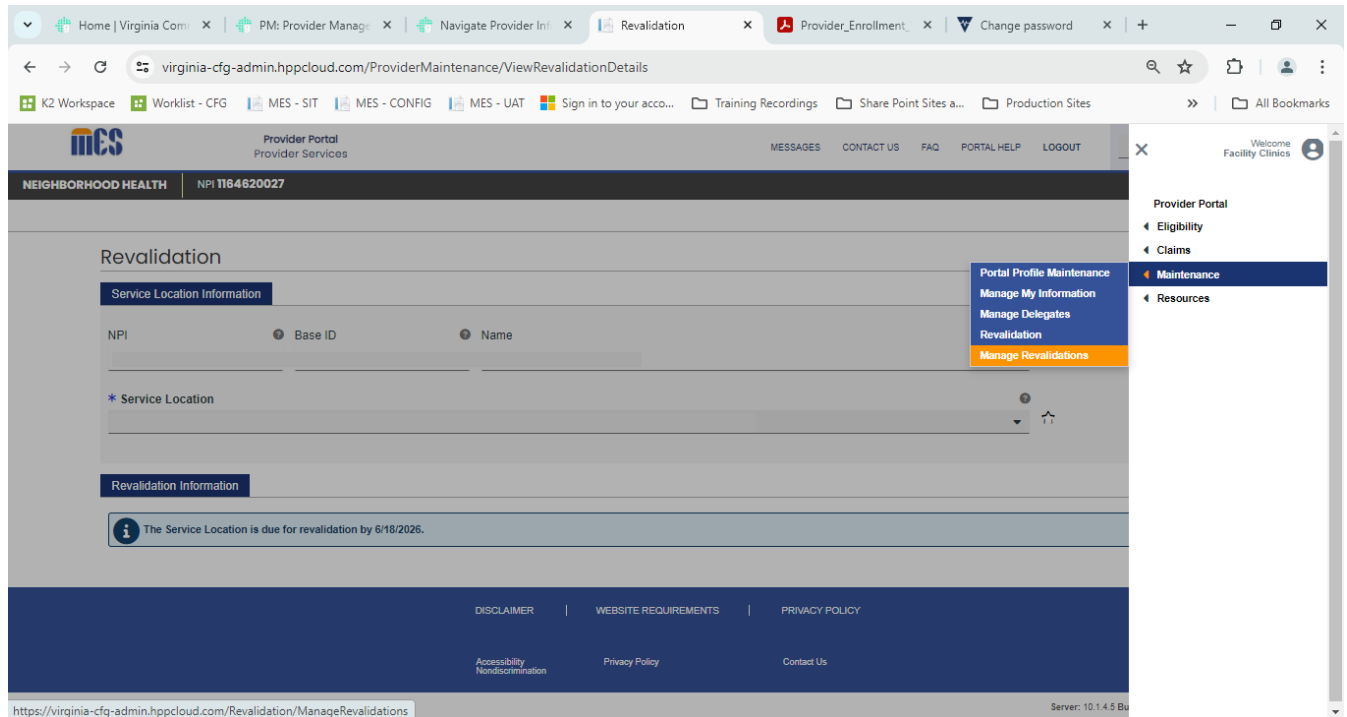 Home | Virginia Com
PM: Provider Manage
Navigate Provider Inf
Revalidation
Provider_Enrollment_
Change password
virginia-cfg-admin.hppcloud.com/ProviderMaintenance/ViewRevalidationDetails
K2 Workspace
Worklist - CFG
MES - SIT
MES - CONFIG
MES - UAT
Sign in to your acco...
Training Recordings
Share Point Sites a...
Production Sites
»
All Bookmarks
mES
Provider Portal
Provider Services
MESSAGES
CONTACT US
FAQ
PORTAL HELP
LOGOUT
Welcome
Facility Clinics
NEIGHBORHOOD HEALTH
NPI 1164620027
Provider Portal
Eligibility
Claims
Maintenance
Resources
Portal Profile Maintenance
Manage My Information
Manage Delegates
Revalidation
Manage Revalidations
Revalidation
Service Location Information
NPI
Base ID
Name
* Service Location
Revalidation Information
The Service Location is due for revalidation by 6/18/2026.
DISCLAIMER | WEBSITE REQUIREMENTS | PRIVACY POLICY
Accessibility
Nondiscrimination
Privacy Policy
Contact Us
https://virginia-cfg-admin.hppcloud.com/Revalidation/ManageRevalidations
Server: 10.1.4.5 Bu